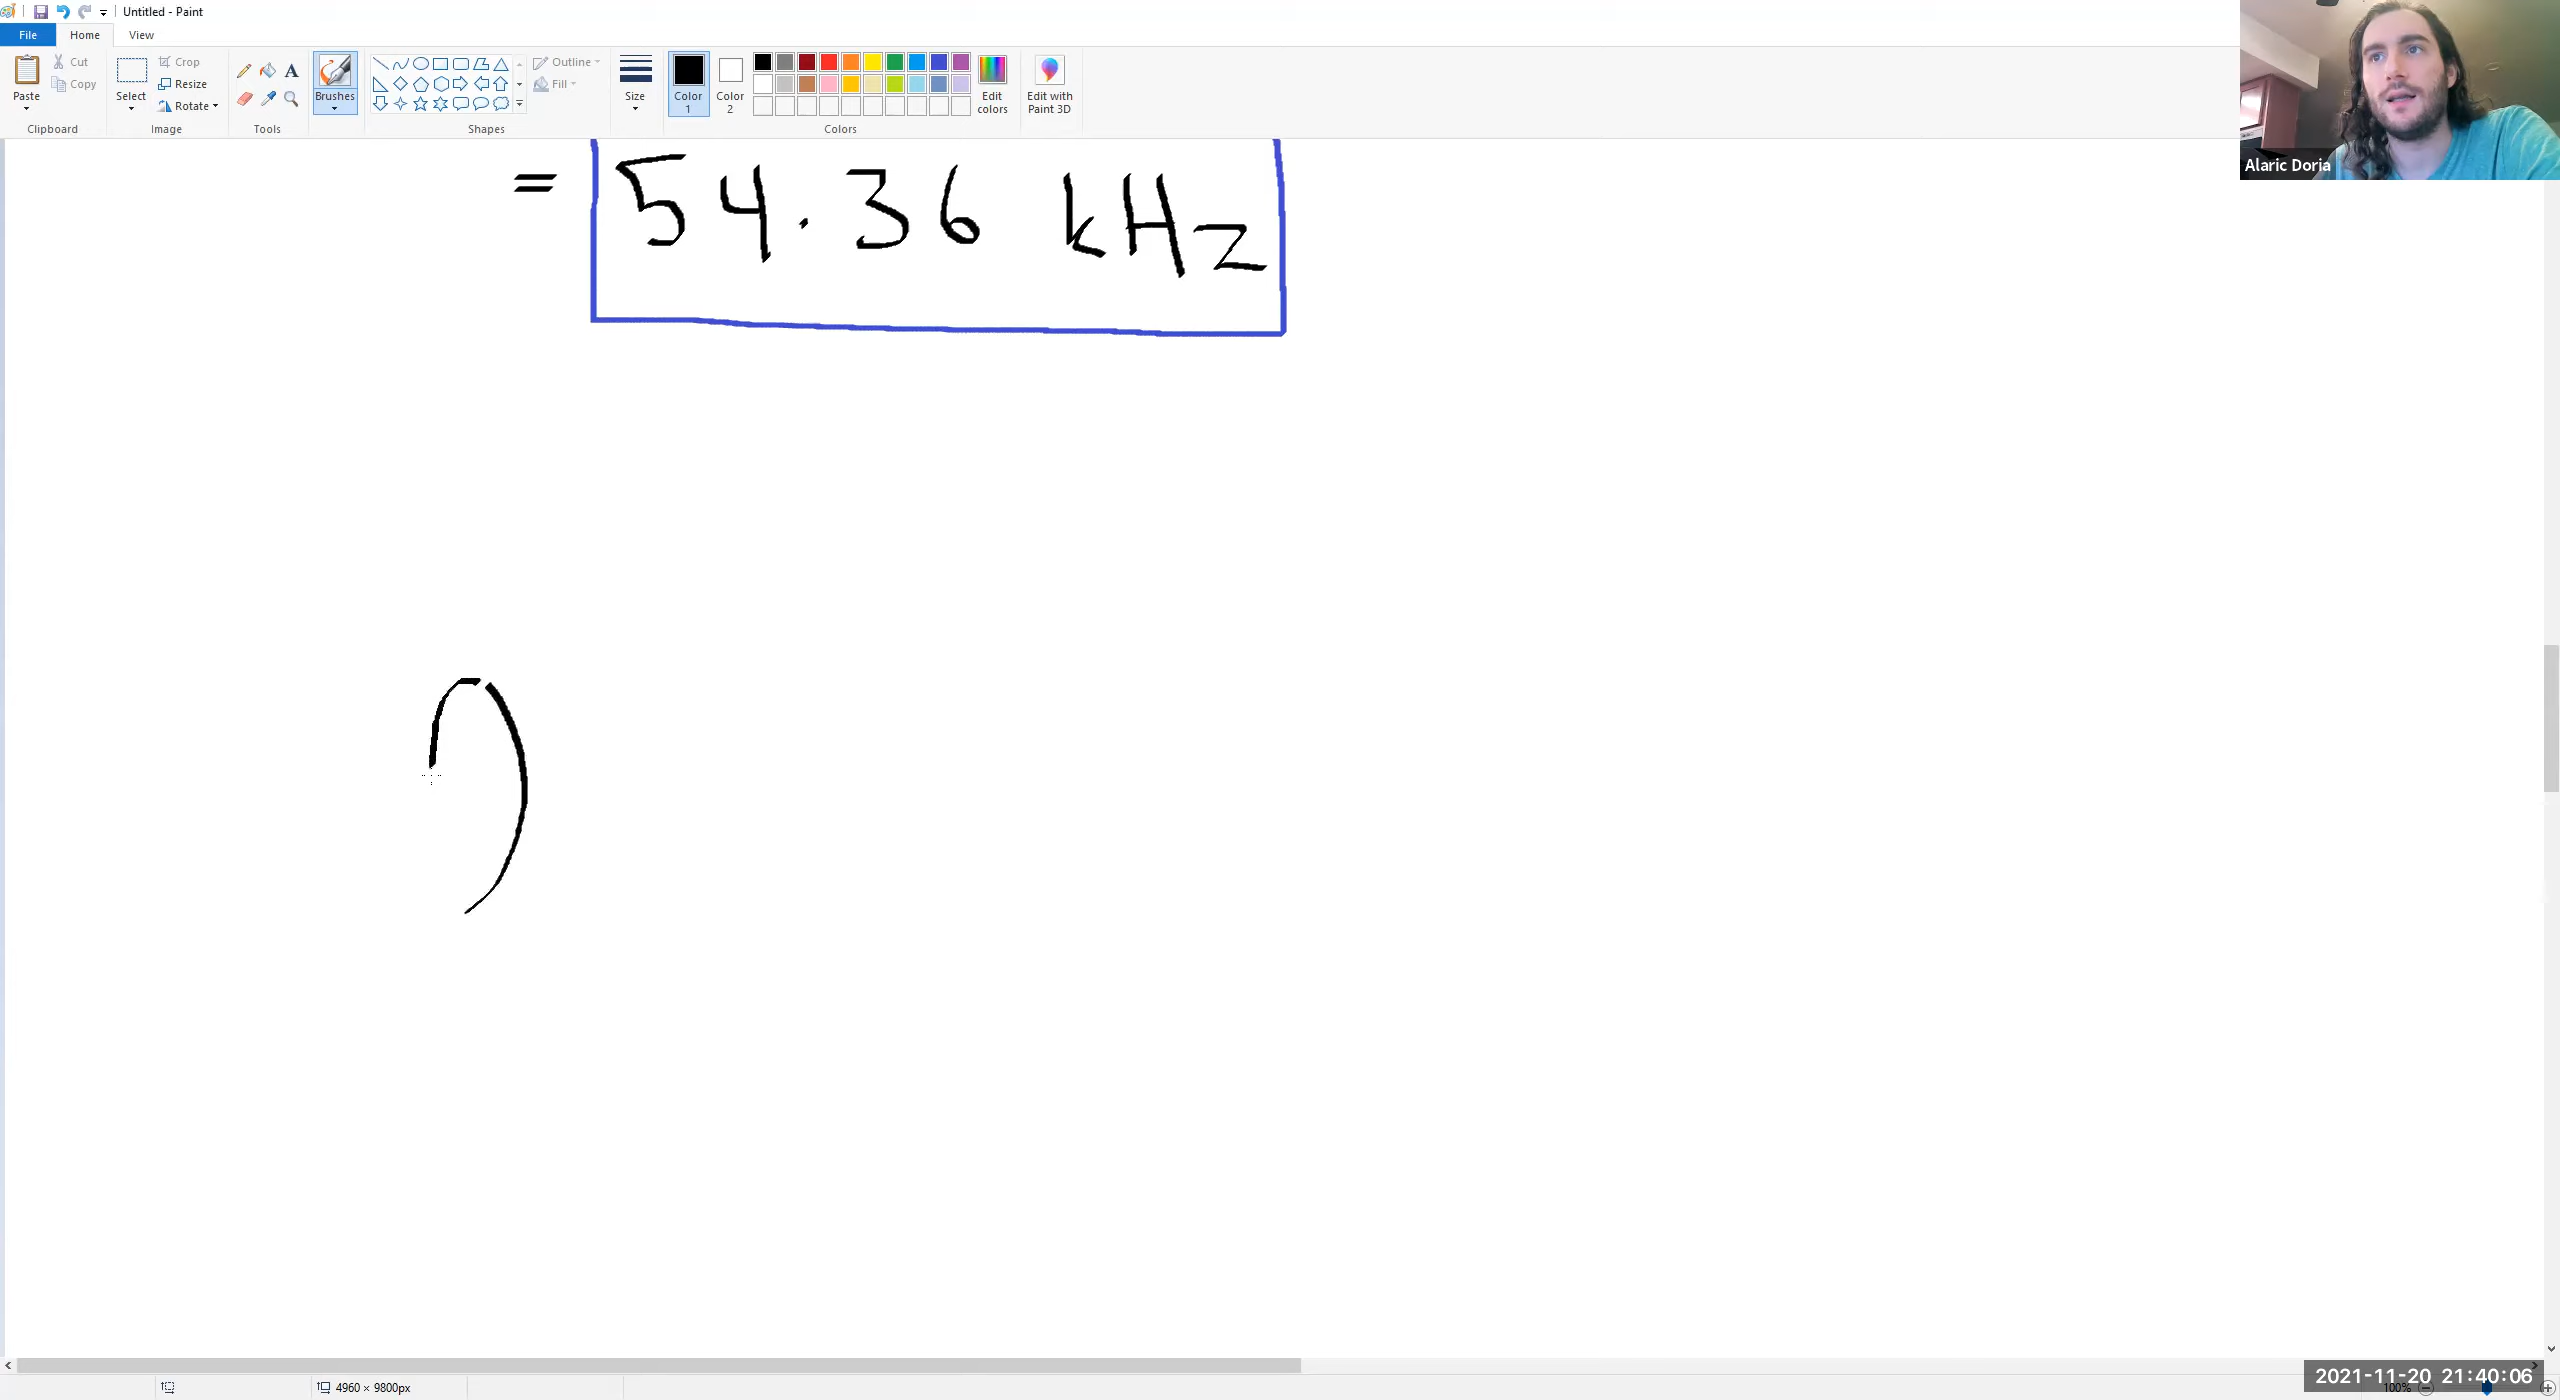 Untitled - Paint
File Home View
Paste Cut Copy Clipboard
Select Crop Resize Rotate Image
A Tools
Brushes
Shapes Outline Fill
Size
Color 1 Color 2 Edit colors Colors
Edit with Paint 3D
Alaric Doria
= 54.36 kHz
4960 × 9800px
100%
2021-11-20 21:40:06